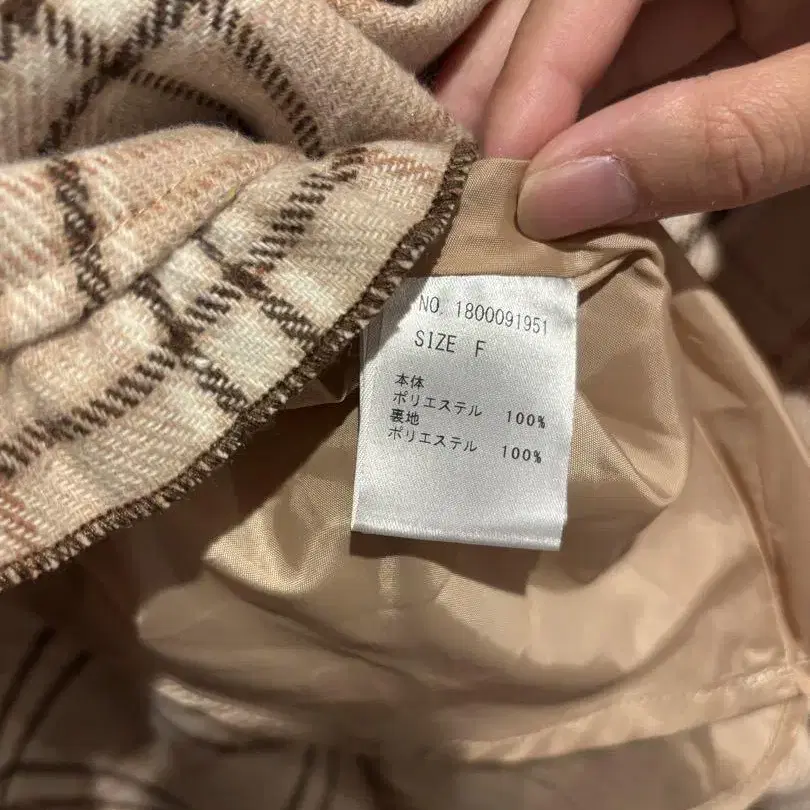 NO. 1800091951
SIZE F
本体
ポリエステル 100%
裏地
ポリエステル 100%